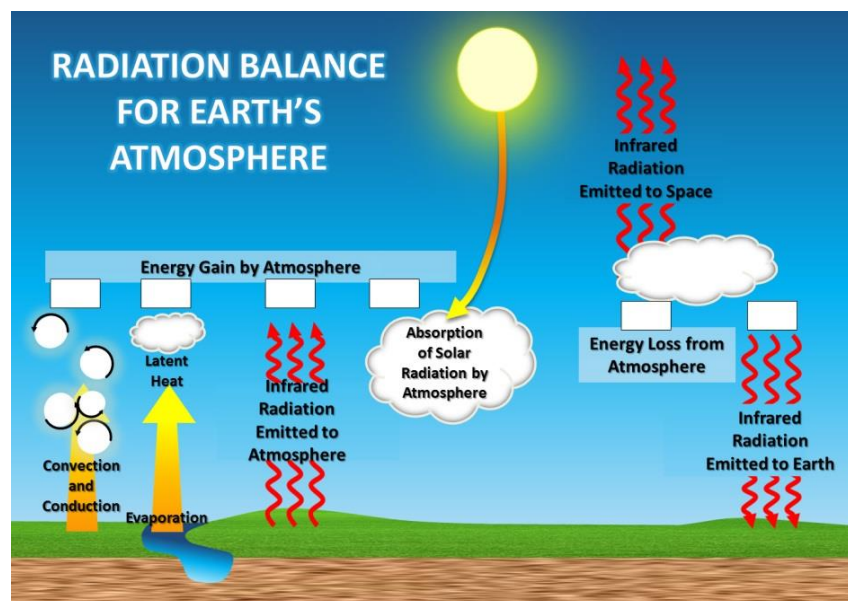 RADIATION BALANCE
FOR EARTH'S
ATMOSPHERE
Infrared
Radiation
Emitted to Space
Energy Gain by Atmosphere
Latent
Heat
Absorption
of Solar
Radiation by
Atmosphere
Energy Loss from
Atmosphere
Infrared
Radiation
Emitted to
Atmosphere
Infrared
Radiation
Emitted to Earth
Convection
and
Conduction
Evaporation